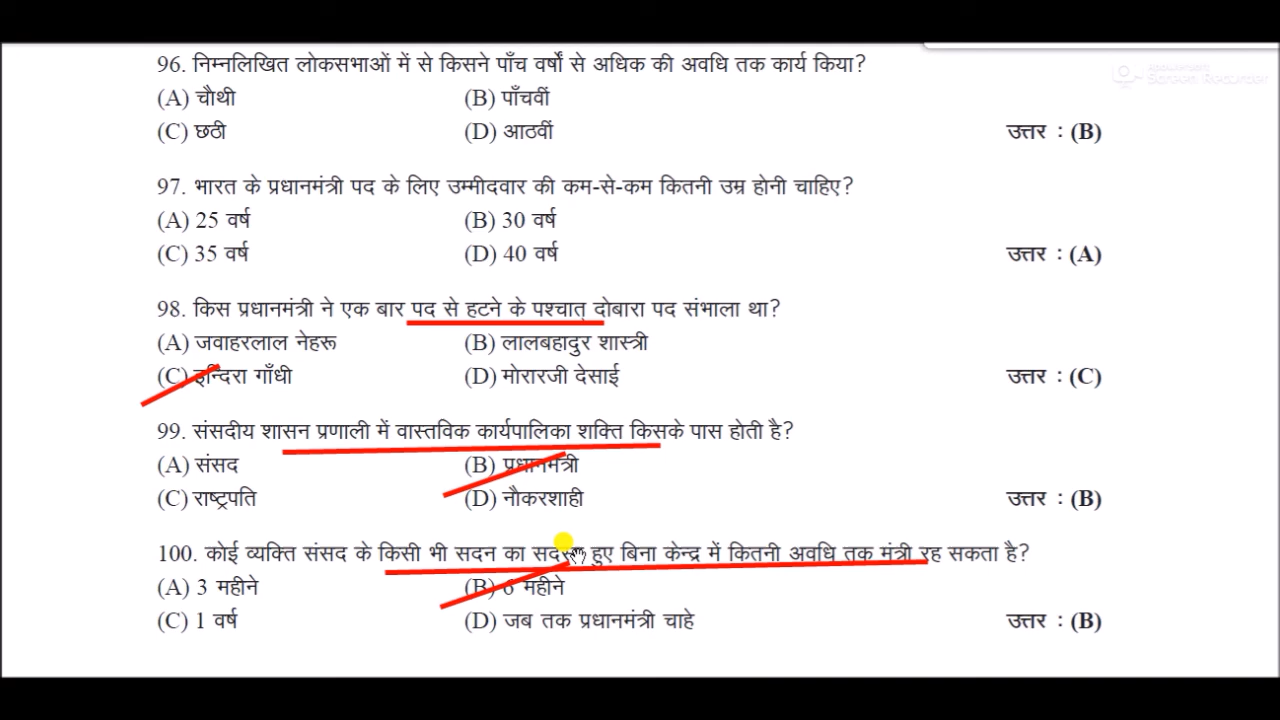 96. निम्नलिखित लोकसभाओं में से किसने पाँच वर्षों से अधिक की अवधि तक कार्य किया?
(A) चौथी (B) पाँचवीं
(C) छठी (D) आठवीं उत्तर : (B)
97. भारत के प्रधानमंत्री पद के लिए उम्मीदवार की कम-से-कम कितनी उम्र होनी चाहिए?
(A) 25 वर्ष (B) 30 वर्ष
(C) 35 वर्ष (D) 40 वर्ष उत्तर : (A)
98. किस प्रधानमंत्री ने एक बार पद से हटने के पश्चात् दोबारा पद संभाला था?
(A) जवाहरलाल नेहरू (B) लालबहादुर शास्त्री
(C) इन्दिरा गाँधी (D) मोरारजी देसाई उत्तर : (C)
99. संसदीय शासन प्रणाली में वास्तविक कार्यपालिका शक्ति किसके पास होती है?
(A) संसद (B) प्रधानमंत्री
(C) राष्ट्रपति (D) नौकरशाही उत्तर : (B)
100. कोई व्यक्ति संसद के किसी भी सदन का सदस्य हुए बिना केन्द्र में कितनी अवधि तक मंत्री रह सकता है?
(A) 3 महीने (B) 6 महीने
(C) 1 वर्ष (D) जब तक प्रधानमंत्री चाहे उत्तर : (B)
Apowersoft
Screen Recorder